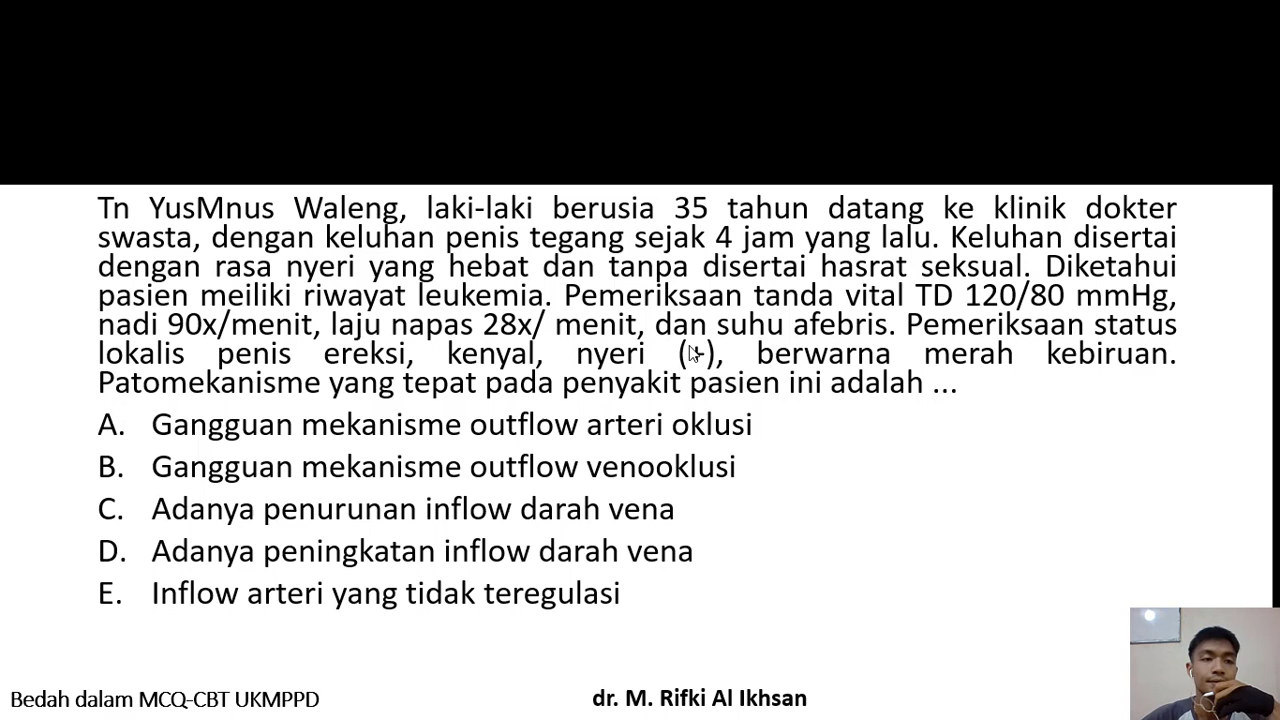 Tn YusMnus Waleng, laki-laki berusia 35 tahun datang ke klinik dokter
swasta, dengan keluhan penis tegang sejak 4 jam yang lalu. Keluhan disertai
dengan rasa nyeri yang hebat dan tanpa disertai hasrat seksual. Diketahui
pasien meiliki riwayat leukemia. Pemeriksaan tanda vital TD 120/80 mmHg,
nadi 90x/menit, laju napas 28x/ menit, dan suhu afebris. Pemeriksaan status
lokalis penis ereksi, kenyal, nyeri (+), berwarna merah kebiruan.
Patomekanisme yang tepat pada penyakit pasien ini adalah ...
A. Gangguan mekanisme outflow arteri oklusi
B. Gangguan mekanisme outflow venooklusi
C. Adanya penurunan inflow darah vena
D. Adanya peningkatan inflow darah vena
E. Inflow arteri yang tidak teregulasi
Bedah dalam MCQ-CBT UKMPPD
dr. M. Rifki Al Ikhsan